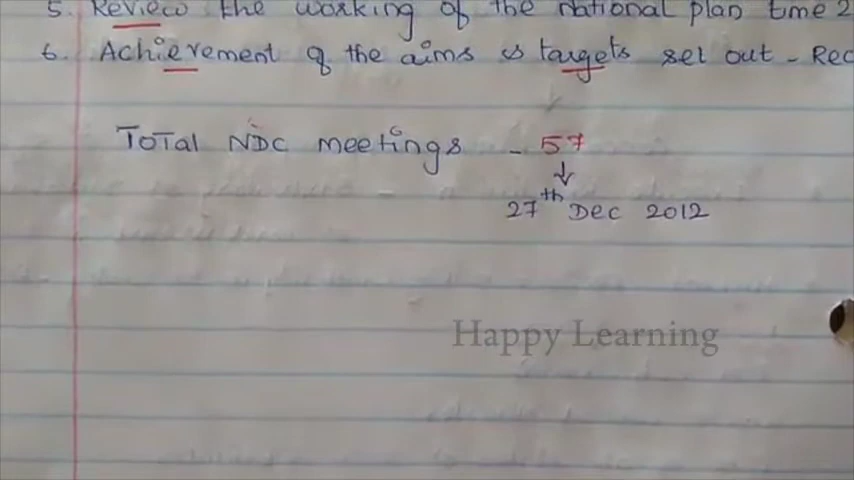 5. Review the working of the national plan time 2
6. Achievement of the aims & targets set out - Rec
Total NDC meetings - 57
↓
27th Dec 2012
Happy Learning